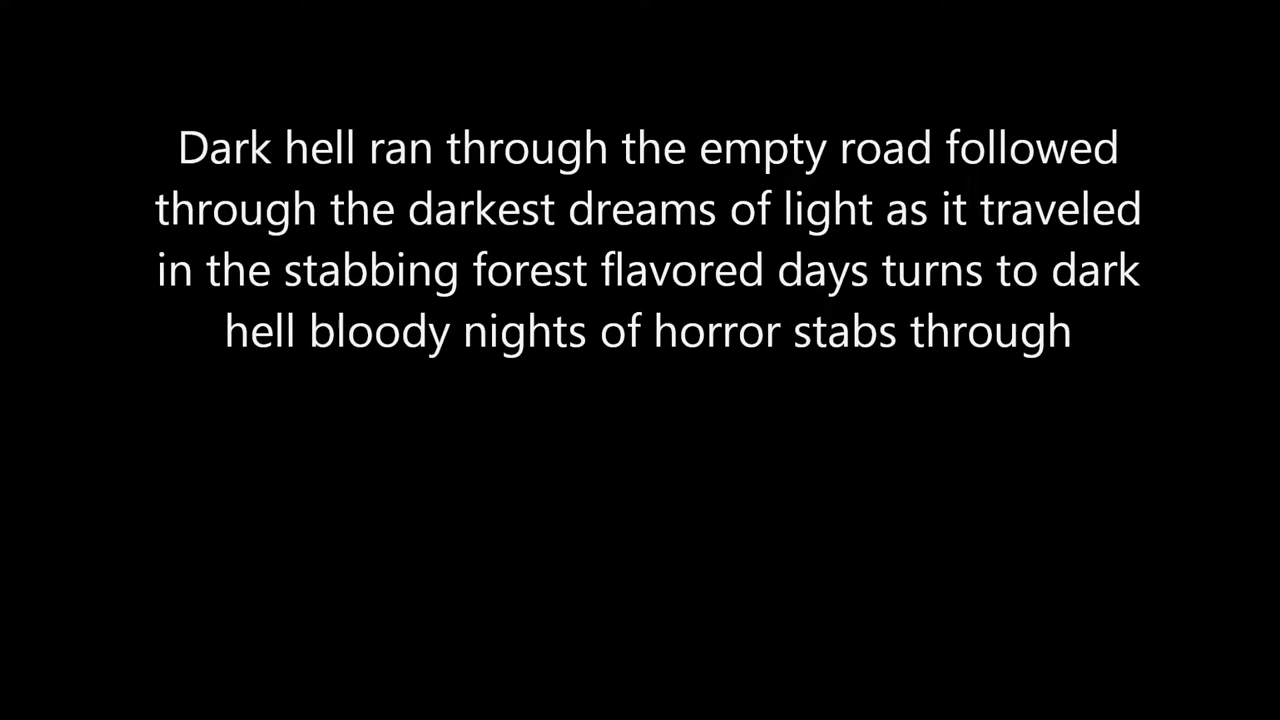 Dark hell ran through the empty road followed
through the darkest dreams of light as it traveled
in the stabbing forest flavored days turns to dark
hell bloody nights of horror stabs through